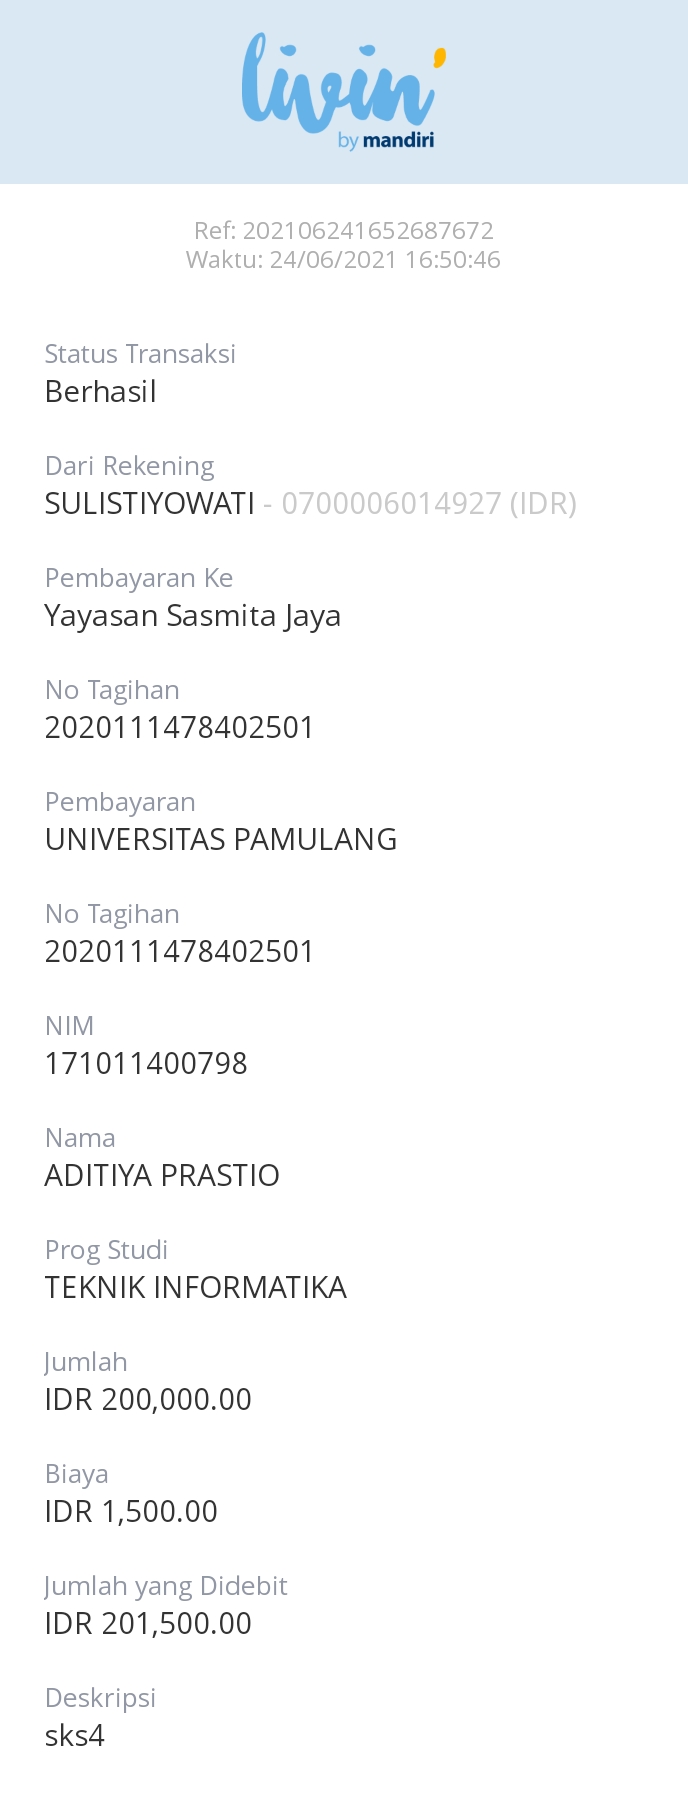 livin'
by mandiri
Ref: 202106241652687672
Waktu: 24/06/2021 16:50:46
Status Transaksi
Berhasil
Dari Rekening
SULISTIYOWATI - 0700006014927 (IDR)
Pembayaran Ke
Yayasan Sasmita Jaya
No Tagihan
2020111478402501
Pembayaran
UNIVERSITAS PAMULANG
No Tagihan
2020111478402501
NIM
171011400798
Nama
ADITIYA PRASTIO
Prog Studi
TEKNIK INFORMATIKA
Jumlah
IDR 200,000.00
Biaya
IDR 1,500.00
Jumlah yang Didebit
IDR 201,500.00
Deskripsi
sks4